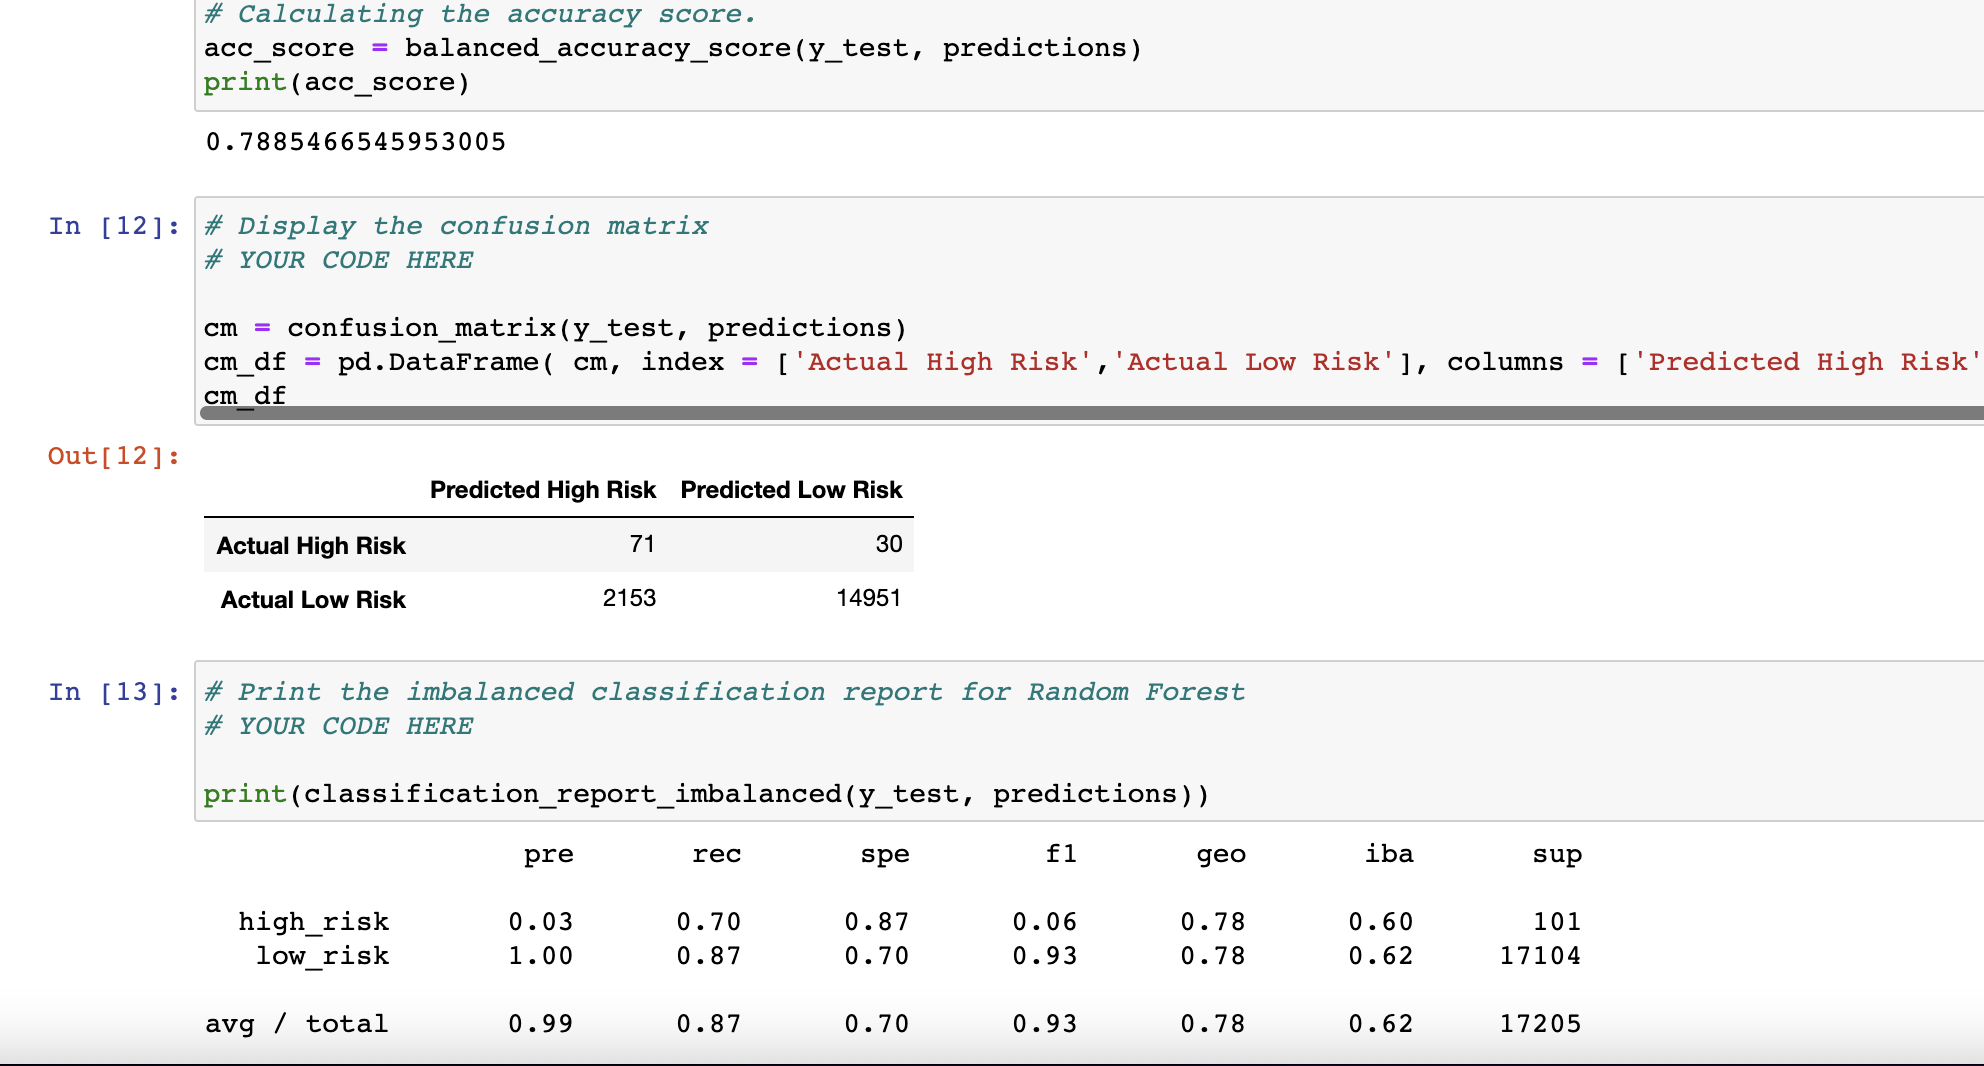 # Calculating the accuracy score.
acc_score = balanced_accuracy_score(y_test, predictions)
print(acc_score)
0.7885466545953005
In [12]: # Display the confusion matrix
# YOUR CODE HERE
cm = confusion_matrix(y_test, predictions)
cm_df = pd.DataFrame( cm, index = ['Actual High Risk','Actual Low Risk'], columns = ['Predicted High Risk'
cm_df
Out[12]:
Predicted High Risk Predicted Low Risk
Actual High Risk 71 30
Actual Low Risk 2153 14951
In [13]: # Print the imbalanced classification report for Random Forest
# YOUR CODE HERE
print(classification_report_imbalanced(y_test, predictions))
pre rec spe f1 geo iba sup
high_risk 0.03 0.70 0.87 0.06 0.78 0.60 101
low_risk 1.00 0.87 0.70 0.93 0.78 0.62 17104
avg / total 0.99 0.87 0.70 0.93 0.78 0.62 17205